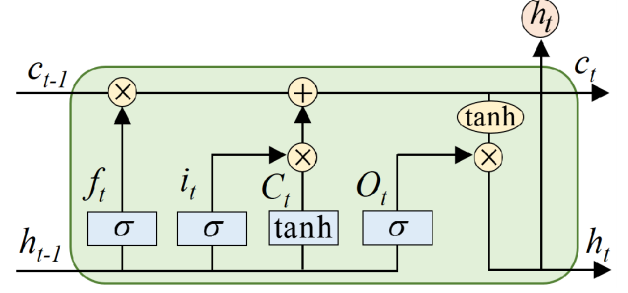 h_t
c_{t-1} × + c_t
tanh
× ×
f_t i_t C_t O_t
σ σ tanh σ
h_{t-1} h_t